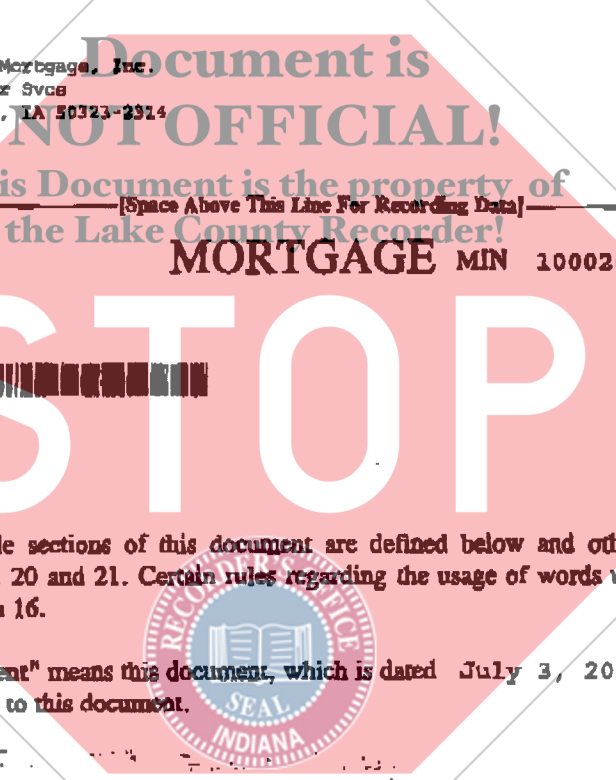 Mortgage, Inc.
r Svcs
, IA 50323-2324
Document is
NOT OFFICIAL!
is Document is the property of
the Lake County Recorder!
[Space Above This Line For Recording Data]
MORTGAGE MIN 10002
STOP
le sections of this document are defined below and oth
20 and 21. Certain rules regarding the usage of words
16.
ent" means this document, which is dated July 3, 20
to this document.
RECORDER'S OFFICE
SEAL
INDIANA